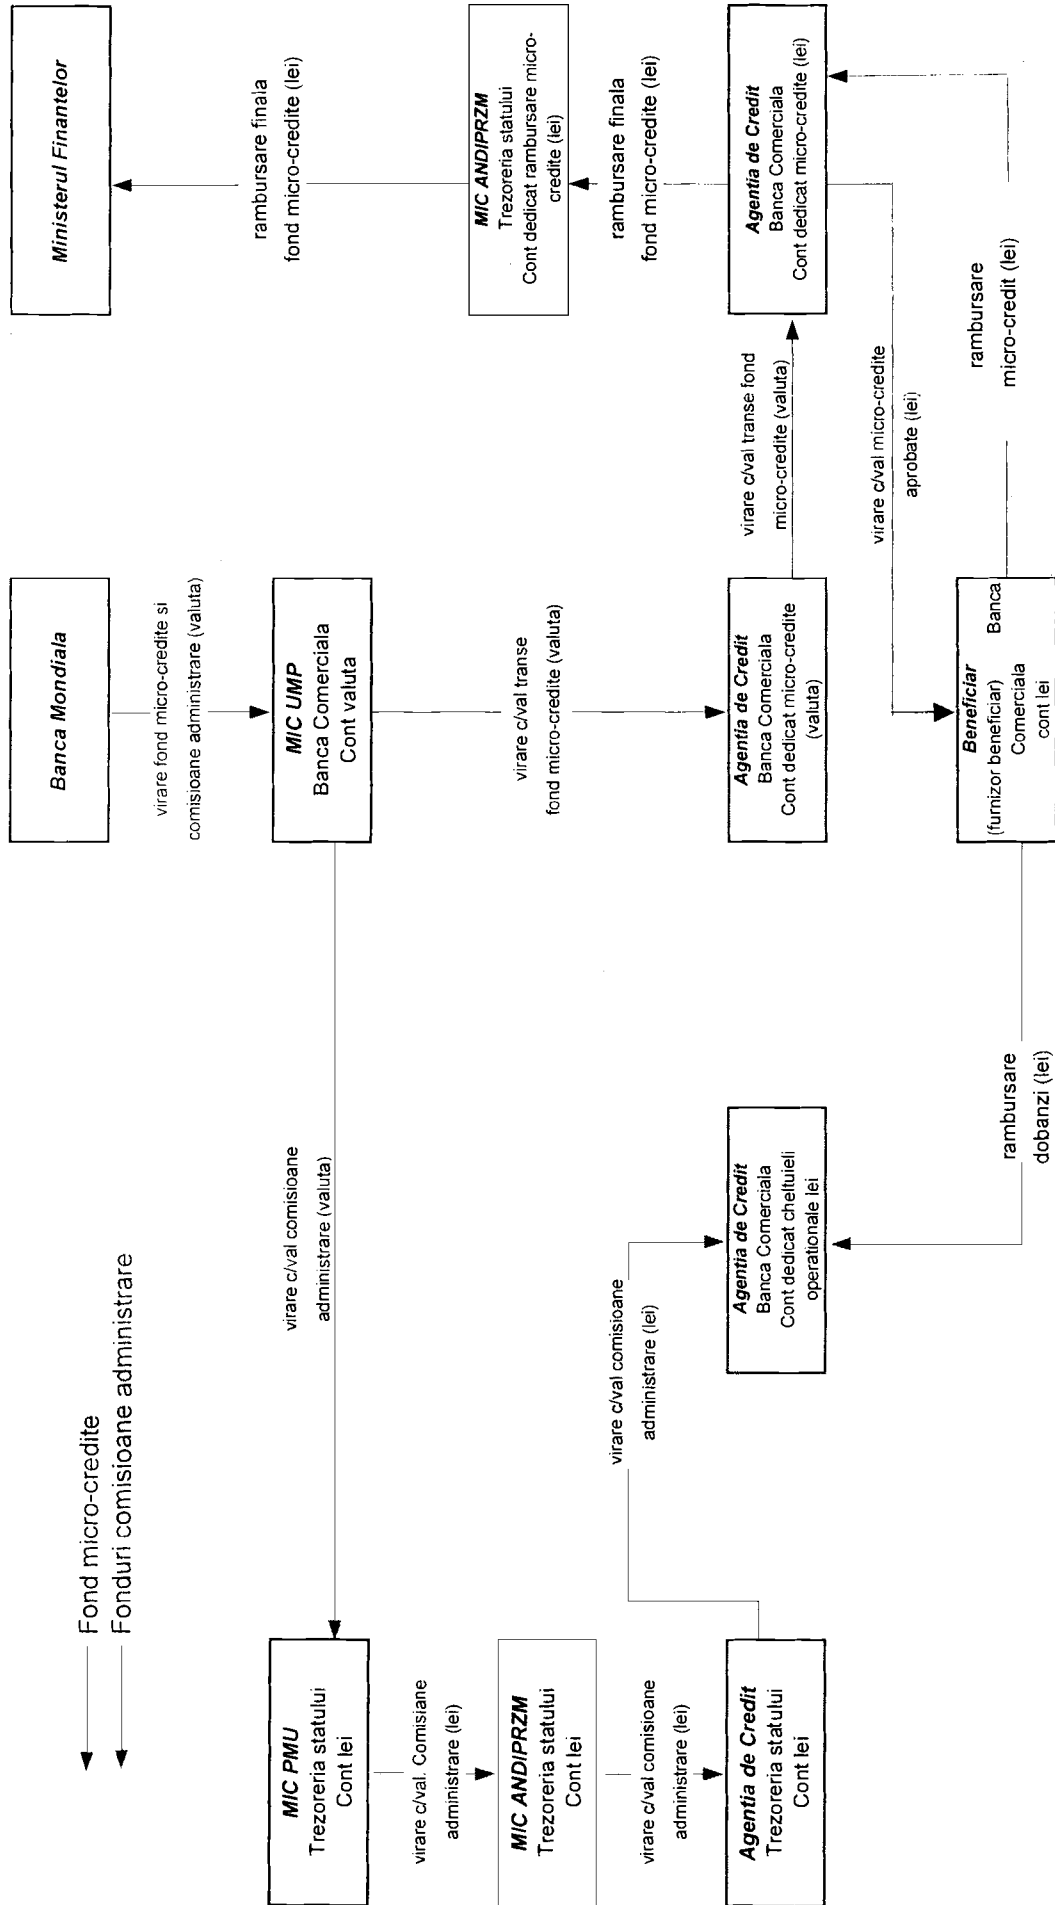 Fond micro-credite
Fonduri comisioane administrare
Banca Mondiala
Ministerul Finantelor
virare fond micro-credite si
comisioane administrare (valuta)
rambursare finala
fond micro-credite (lei)
MIC PMU
Trezoreria statului
Cont lei
virare c/val comisioane
administrare (valuta)
MIC UMP
Banca Comerciala
Cont valuta
virare c/val. Comisiane
administrare (lei)
MIC ANDIPRZM
Trezoreria statului
Cont lei
virare c/val transe
fond micro-credite (valuta)
MIC ANDIPRZM
Trezoreria statului
Cont dedicat rambursare micro-
credite (lei)
virare c/val comisioane
administrare (lei)
virare c/val comisioane
administrare (lei)
rambursare finala
fond micro-credite (lei)
Agentia de Credit
Trezoreria statului
Cont lei
Agentia de Credit
Banca Comerciala
Cont dedicat cheltuieli
operationale lei
Agentia de Credit
Banca Comerciala
Cont dedicat micro-credite
(valuta)
virare c/val transe fond
micro-credite (valuta)
Agentia de Credit
Banca Comerciala
Cont dedicat micro-credite (lei)
virare c/val micro-credite
aprobate (lei)
rambursare
dobanzi (lei)
Beneficiar
(furnizor beneficiar) Banca
Comerciala
cont lei
rambursare
micro-credit (lei)